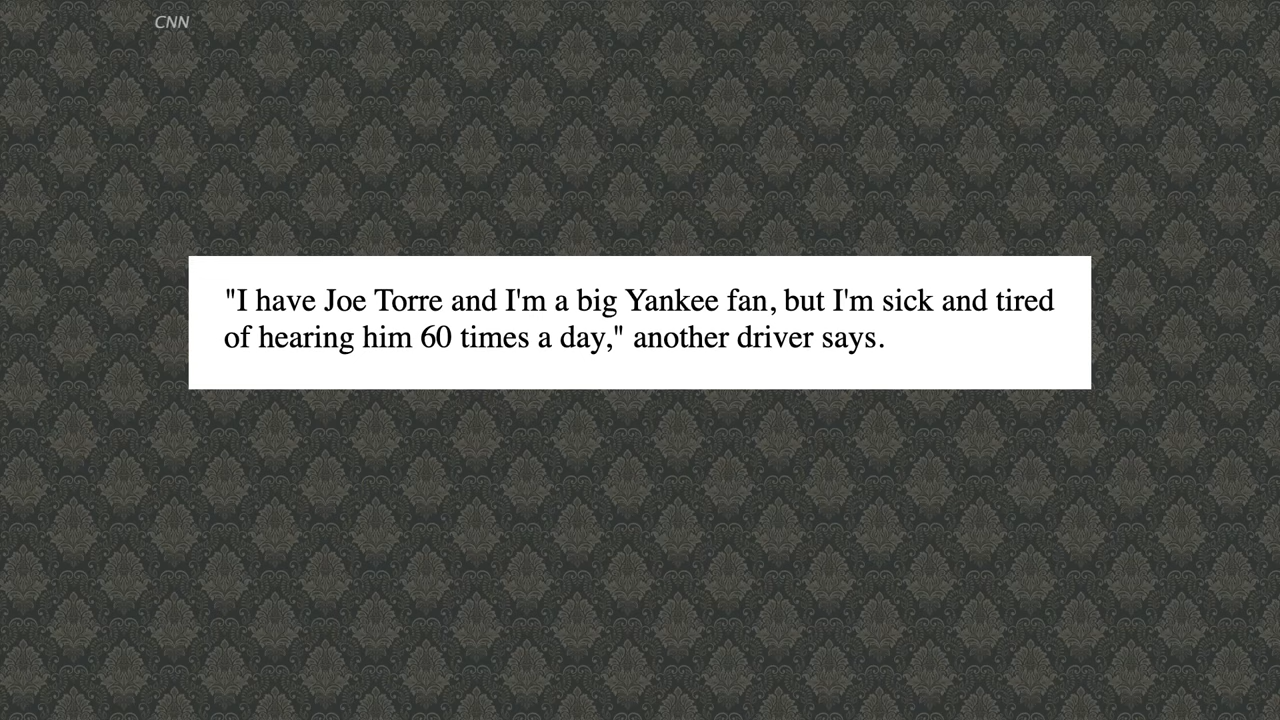 CNN
"I have Joe Torre and I'm a big Yankee fan, but I'm sick and tired
of hearing him 60 times a day," another driver says.